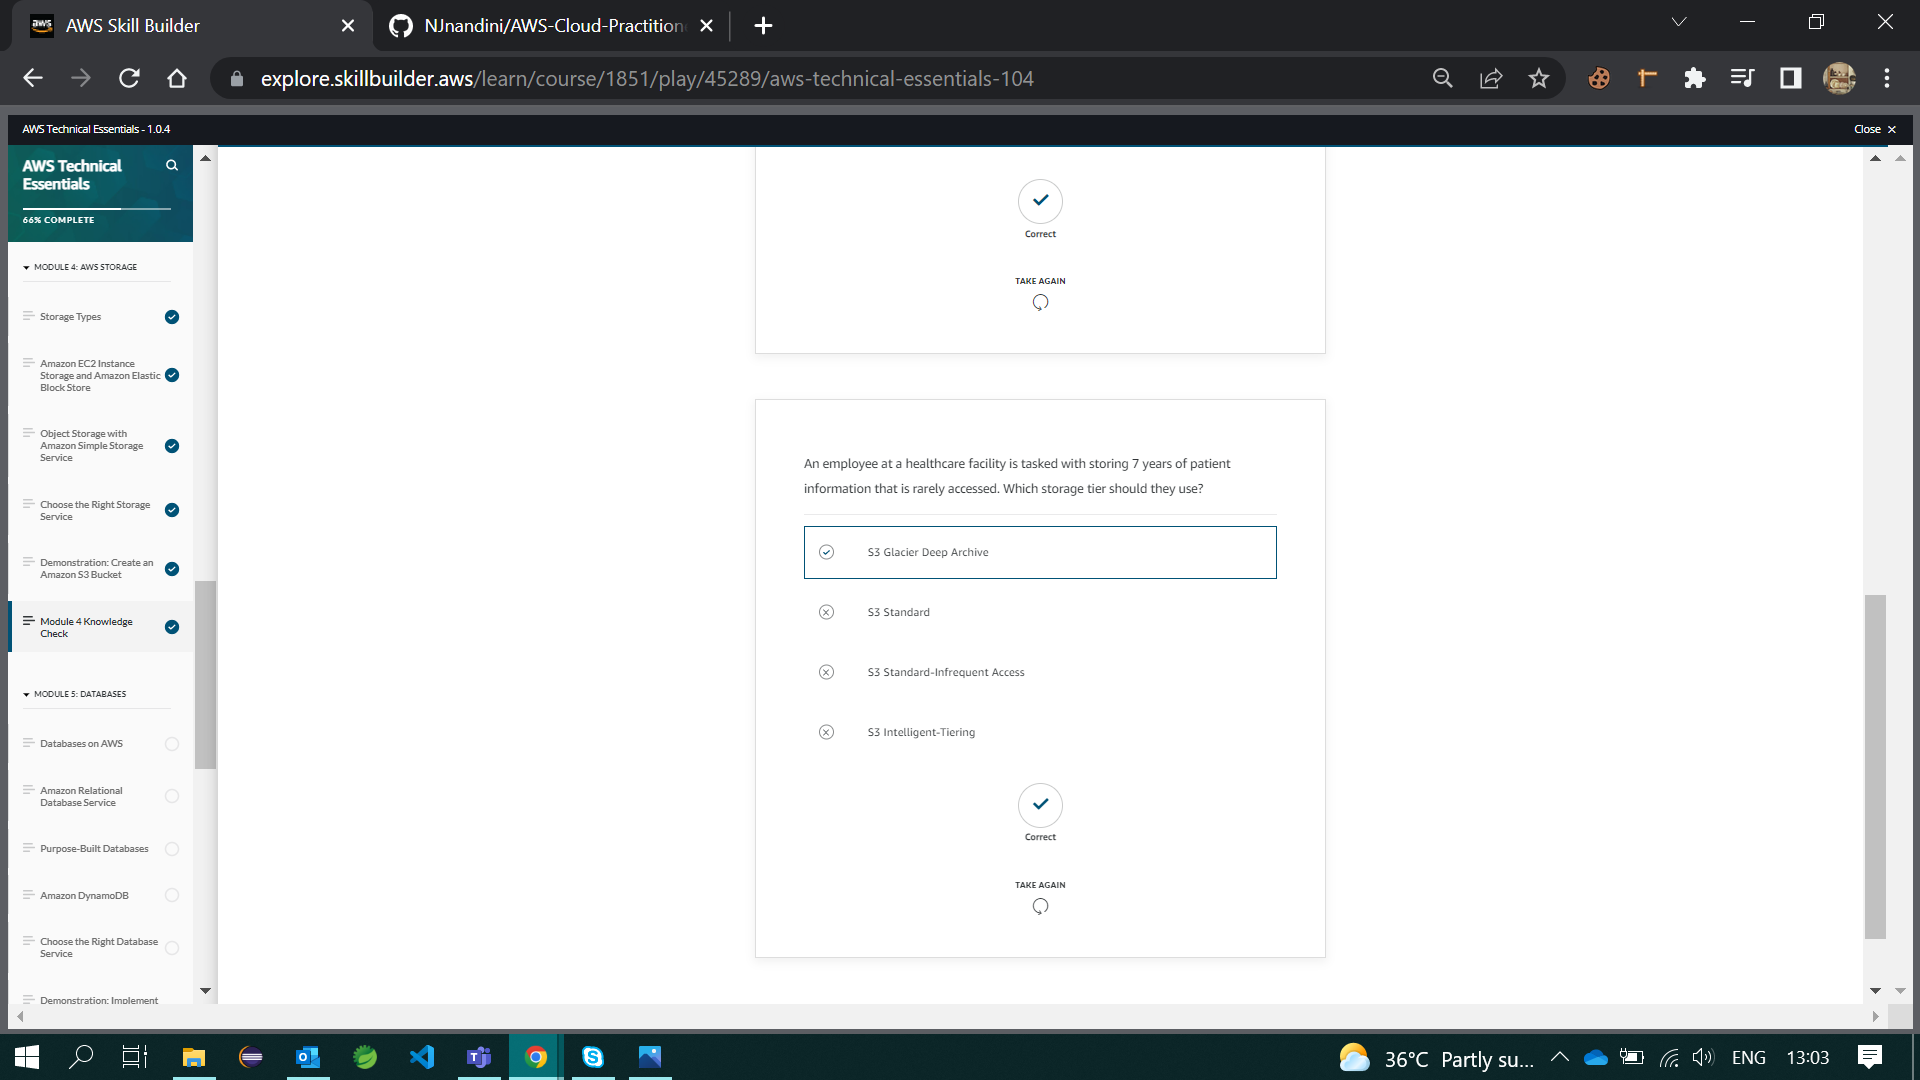 AWS Skill Builder
NJnandini/AWS-Cloud-Practition
explore.skillbuilder.aws/learn/course/1851/play/45289/aws-technical-essentials-104
AWS Technical Essentials - 1.0.4
Close
AWS Technical
Essentials
66% COMPLETE
MODULE 4: AWS STORAGE
Storage Types
Amazon EC2 Instance
Storage and Amazon Elastic
Block Store
Object Storage with
Amazon Simple Storage
Service
Choose the Right Storage
Service
Demonstration: Create an
Amazon S3 Bucket
Module 4 Knowledge
Check
MODULE 5: DATABASES
Databases on AWS
Amazon Relational
Database Service
Purpose-Built Databases
Amazon DynamoDB
Choose the Right Database
Service
Demonstration: Implement
Correct
TAKE AGAIN
An employee at a healthcare facility is tasked with storing 7 years of patient
information that is rarely accessed. Which storage tier should they use?
S3 Glacier Deep Archive
S3 Standard
S3 Standard-Infrequent Access
S3 Intelligent-Tiering
Correct
TAKE AGAIN
36°C Partly su...
ENG
13:03